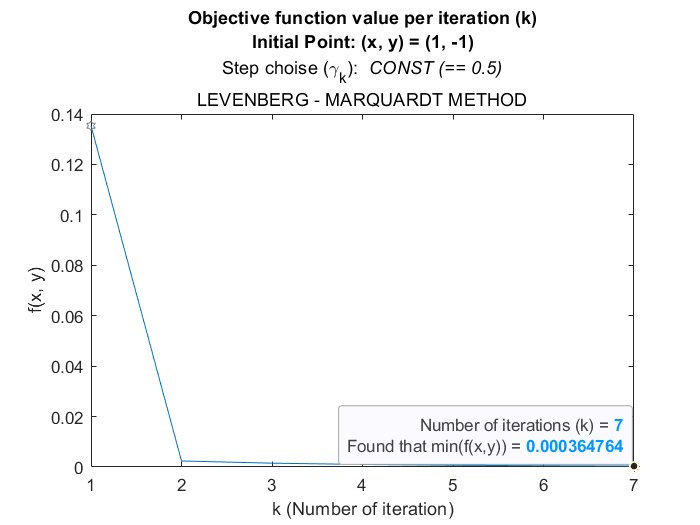 Objective function value per iteration (k)
Initial Point: (x, y) = (1, -1)
Step choise (γk): CONST (== 0.5)
LEVENBERG - MARQUARDT METHOD
0.14
0.12
0.1
0.08
0.06
0.04
0.02
0
f(x, y)
Number of iterations (k) = 7
Found that min(f(x,y)) = 0.000364764
1 2 3 4 5 6 7
k (Number of iteration)